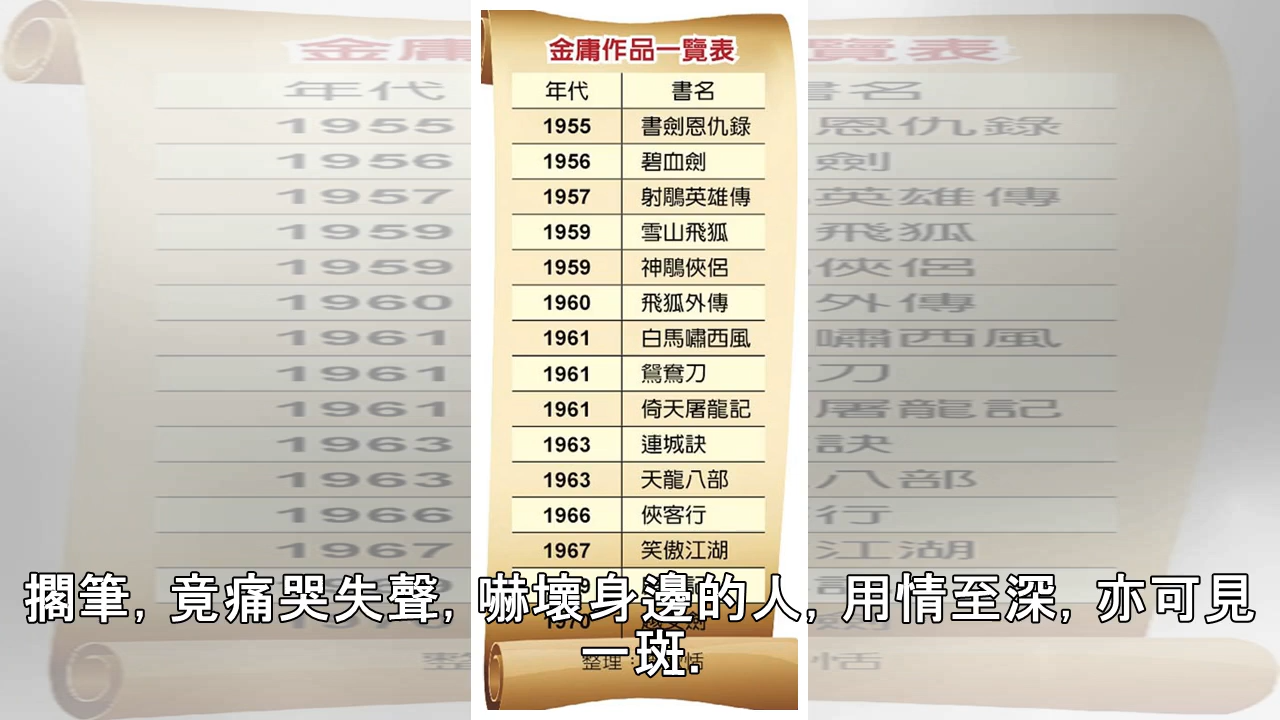 金庸作品一覽表
年代 書名
1955 書劍恩仇錄
1956 碧血劍
1957 射鵰英雄傳
1959 雪山飛狐
1959 神鵰俠侶
1960 飛狐外傳
1961 白馬嘯西風
1961 鴛鴦刀
1961 倚天屠龍記
1963 連城訣
1963 天龍八部
1966 俠客行
1967 笑傲江湖
擱筆, 竟痛哭失聲, 嚇壞身邊的人, 用情至深, 亦可見
一斑.
1970
整理：
恬